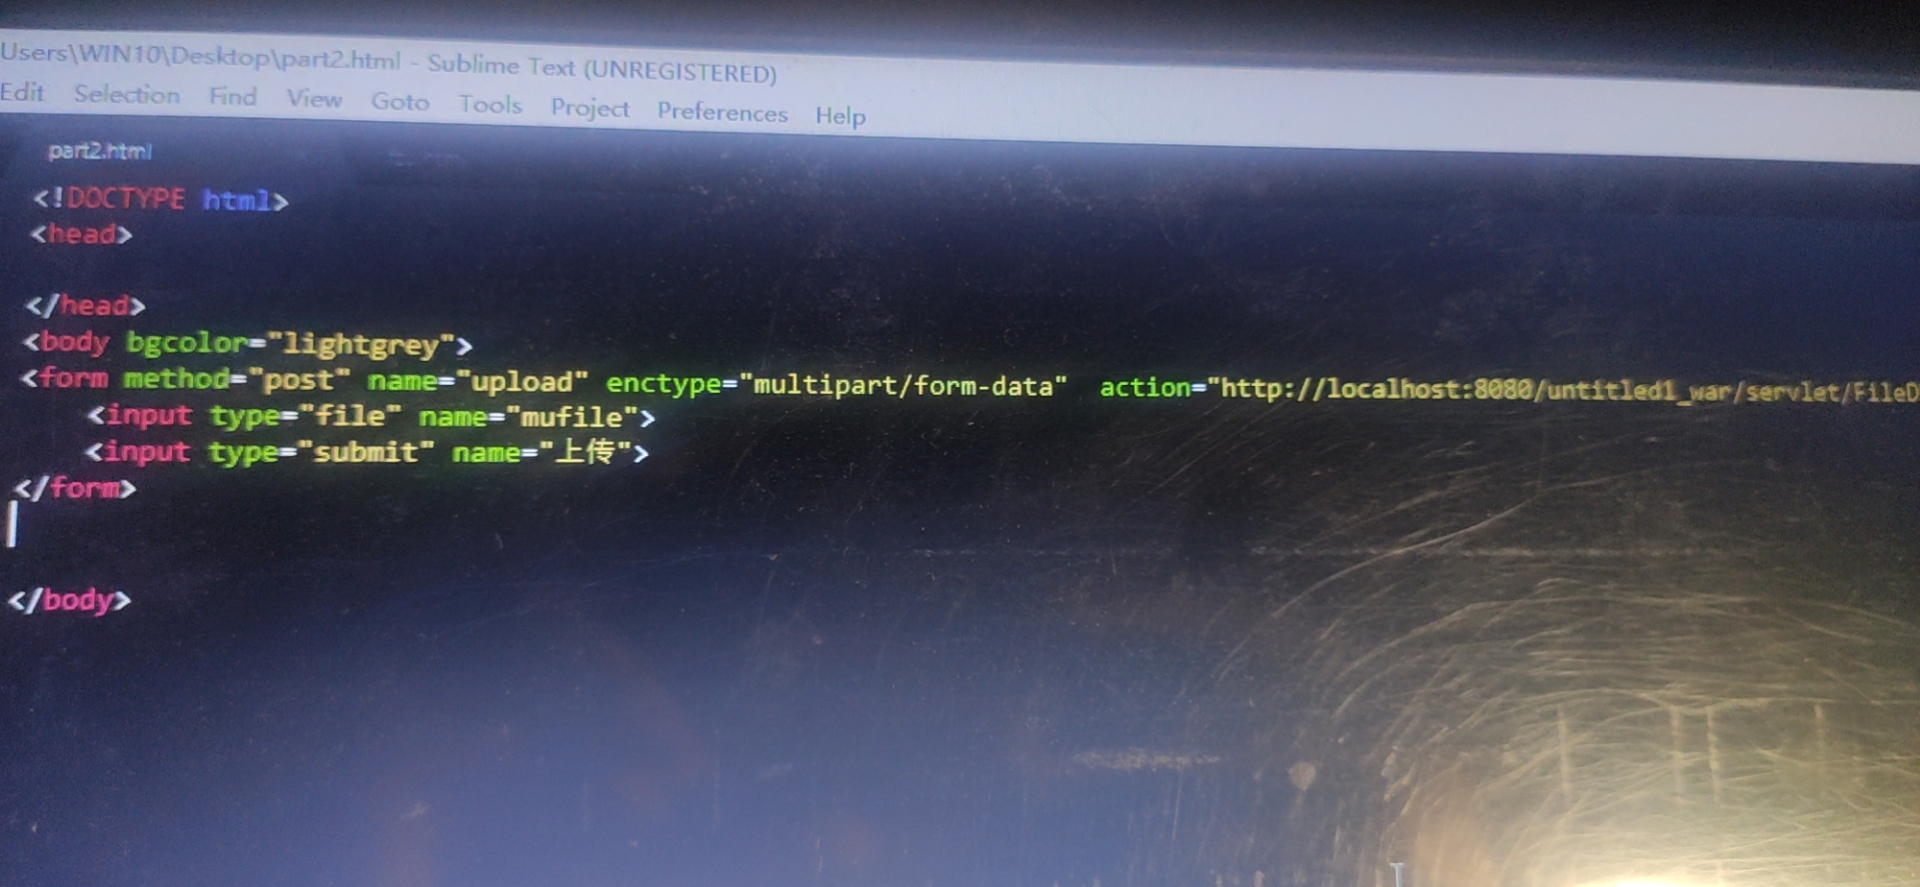 Users\WIN10\Desktop\part2.html - Sublime Text (UNREGISTERED)
Edit Selection Find View Goto Tools Project Preferences Help
part2.html
<!DOCTYPE html>
<head>
</head>
<body bgcolor="lightgrey">
<form method="post" name="upload" enctype="multipart/form-data"  action="http://localhost:8080/untitled1_war/servlet/FileD
<input type="file" name="mufile">
<input type="submit" name="上传">
</form>
</body>